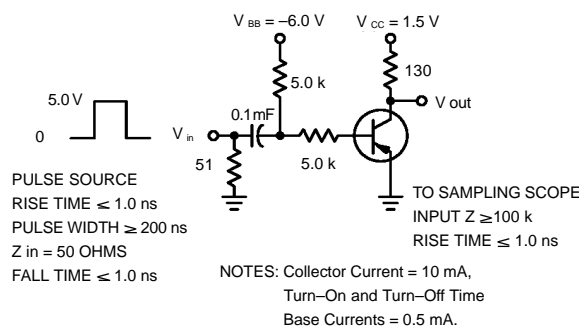 V BB = –6.0 V
V CC = 1.5 V
5.0 k
130
V out
5.0 V
0
V in
0.1mF
5.0 k
51
PULSE SOURCE
RISE TIME ≤ 1.0 ns
PULSE WIDTH ≥ 200 ns
Z in = 50 OHMS
FALL TIME ≤ 1.0 ns
TO SAMPLING SCOPE
INPUT Z ≥ 100 k
RISE TIME ≤ 1.0 ns
NOTES: Collector Current = 10 mA,
Turn–On and Turn–Off Time
Base Currents = 0.5 mA.